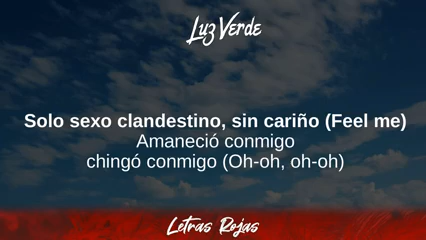 Luz Verde
Solo sexo clandestino, sin cariño (Feel me)
Amaneció conmigo
chingó conmigo (Oh-oh, oh-oh)
Letras Rojas